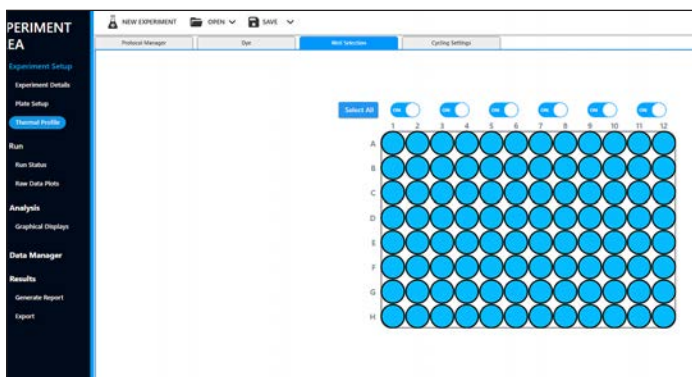 PERIMENT
EA
NEW EXPERIMENT OPEN SAVE
Protocol Manager Dye Well Selection Cycling Settings
Experiment Setup
Experiment Details
Plate Setup
Thermal Profile
Run
Run Status
Raw Data Plots
Analysis
Graphical Displays
Data Manager
Results
Generate Report
Export
Select All ON ON ON ON ON ON
1 2 3 4 5 6 7 8 9 10 11 12
A
B
C
D
E
F
G
H